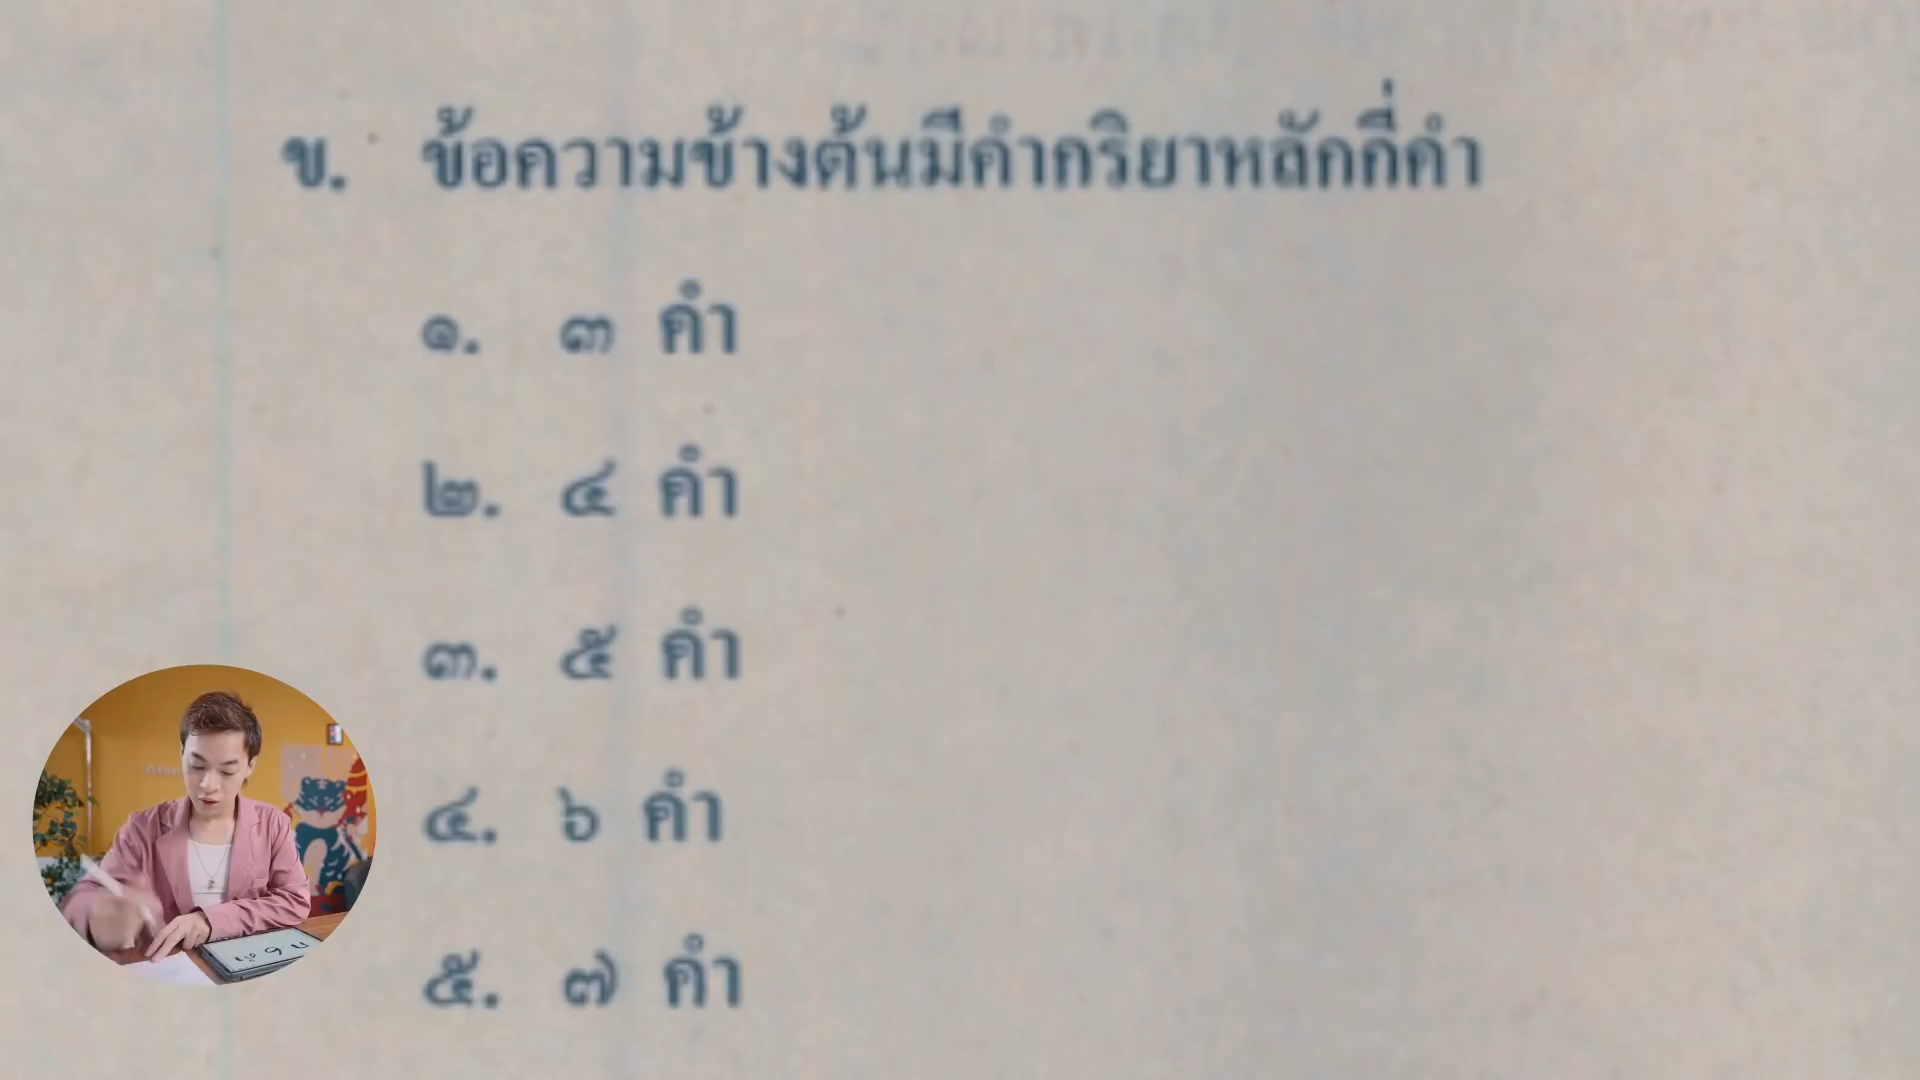 ข. ข้อความข้างต้นมีคำกริยาหลักกี่คำ
๑. ๓ คำ
๒. ๔ คำ
๓. ๕ คำ
๔. ๖ คำ
๕. ๗ คำ